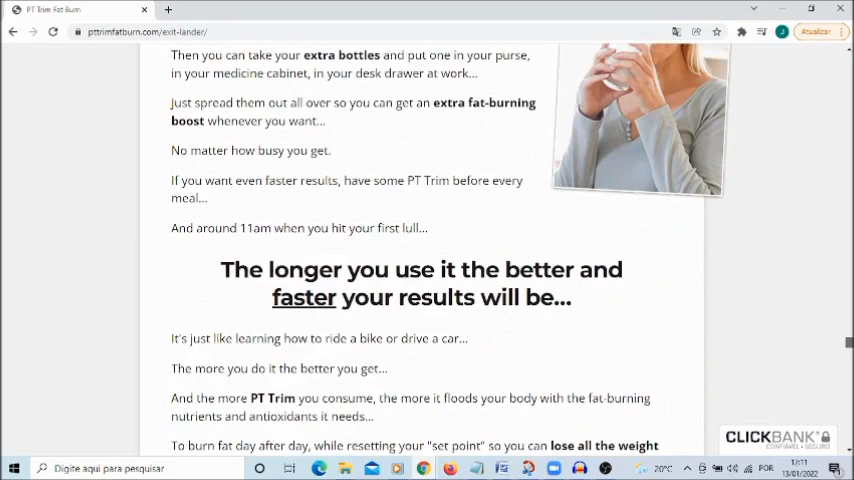 PT Trim Fat Burn
pttrimfatburn.com/exit-lander/
J
Atualizar
Then you can take your extra bottles and put one in your purse,
in your medicine cabinet, in your desk drawer at work...
Just spread them out all over so you can get an extra fat-burning
boost whenever you want...
No matter how busy you get.
If you want even faster results, have some PT Trim before every
meal...
And around 11am when you hit your first lull...
The longer you use it the better and
faster your results will be...
It's just like learning how to ride a bike or drive a car...
The more you do it the better you get...
And the more PT Trim you consume, the more it floods your body with the fat-burning
nutrients and antioxidants it needs...
To burn fat day after day, while resetting your "set point" so you can lose all the weight
CLICKBANK
CONFIÁVEL • SEGURO
Digite aqui para pesquisar
20°C
POR
12:11
13/01/2022